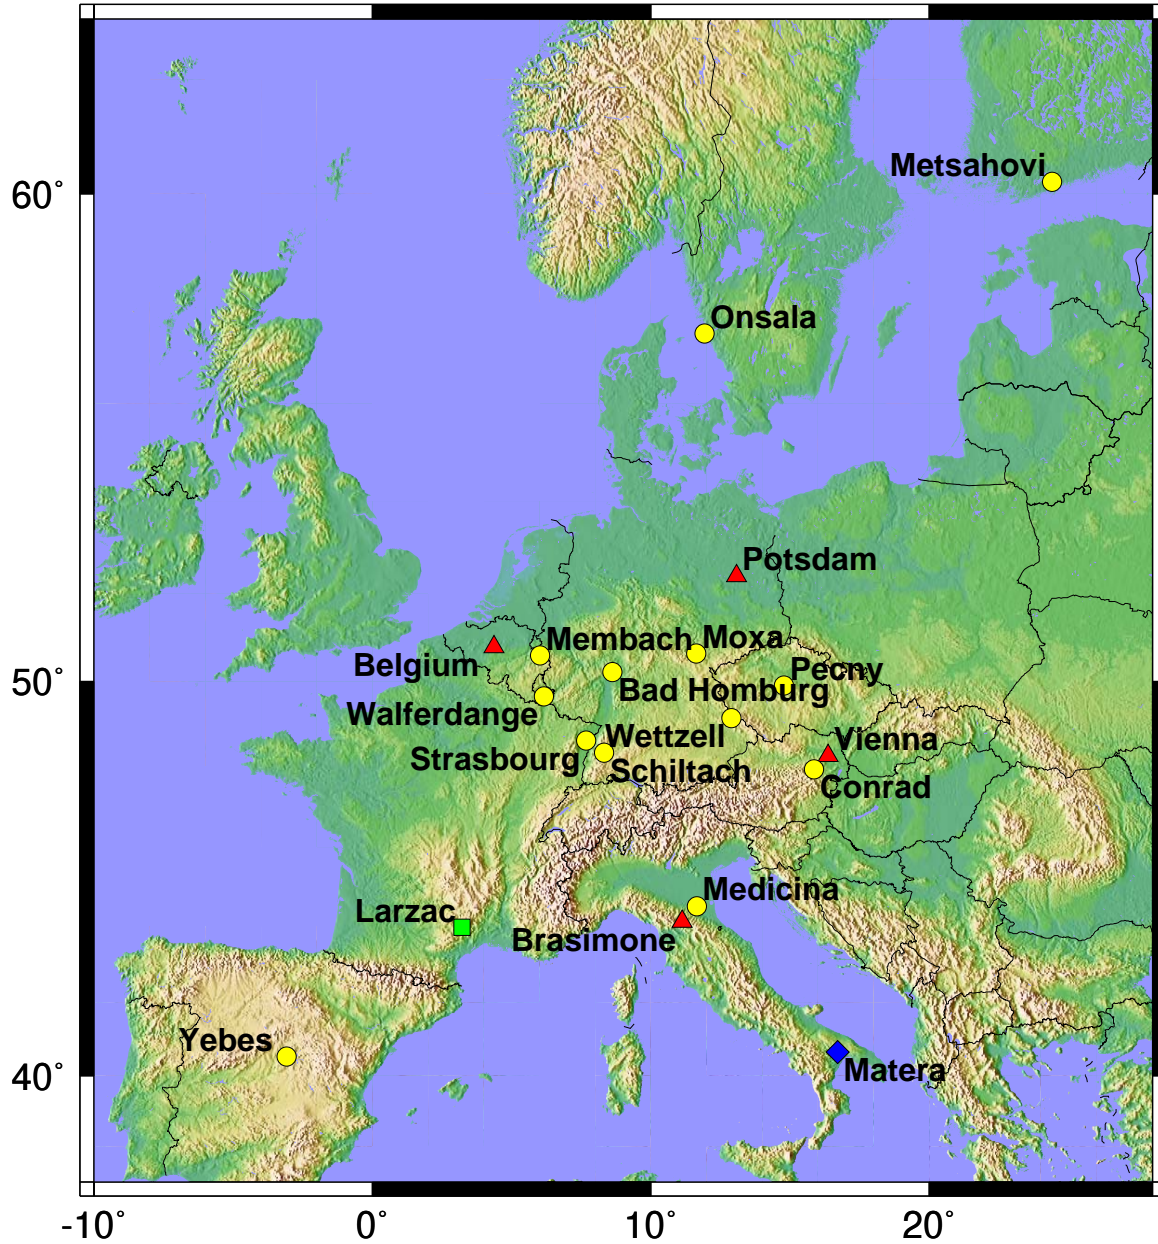 Metsahovi
60°
Onsala
Potsdam
Membach
Moxa
Belgium
Pecny
50°
Bad Homburg
Walferdange
Wettzell
Vienna
Strasbourg
Schiltach
Conrad
Medicina
Larzac
Brasimone
Yebes
Matera
40°
-10°
0°
10°
20°